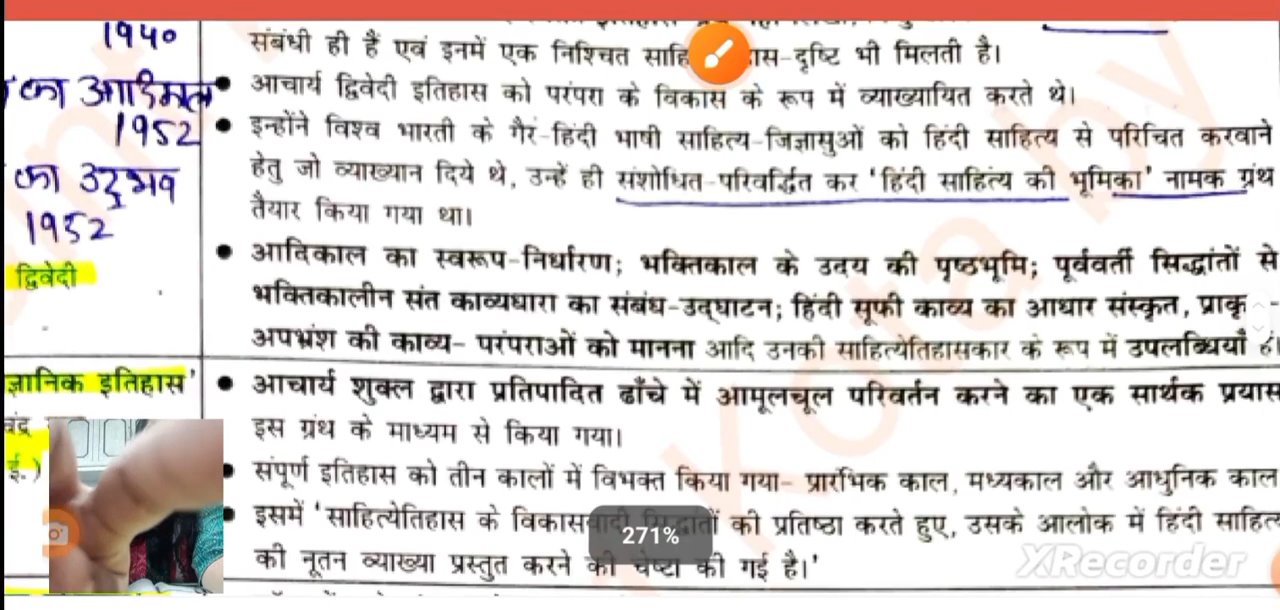 1940
संबंधी ही हैं एवं इनमें एक निश्चित
-दृष्टि भी मिलती है।
का आदिकाल
• आचार्य द्विवेदी इतिहास को परंपरा के विकास के रूप में व्याख्यायित करते थे।
1952
• इन्होंने विश्व भारती के गैर-हिंदी भाषी साहित्य-जिज्ञासुओं को हिंदी साहित्य से परिचित करवाने
का उद्भव
हेतु जो व्याख्यान दिये थे, उन्हें ही संशोधित-परिवर्द्धित कर 'हिंदी साहित्य की भूमिका' नामक ग्रंथ
1952
तैयार किया गया था।
द्विवेदी
• आदिकाल का स्वरूप-निर्धारण; भक्तिकाल के उदय की पृष्ठभूमि; पूर्ववर्ती सिद्धांतों से
भक्तिकालीन संत काव्यधारा का संबंध-उद्घाटन; हिंदी सूफी काव्य का आधार संस्कृत,
अपभ्रंश की काव्य- परंपराओं को मानना आदि उनकी साहित्येतिहासकार के रूप में उपलब्धियाँ
इतिहास'
• आचार्य शुक्ल द्वारा प्रतिपादित ढाँचे में आमूलचूल परिवर्तन करने का एक सार्थक प्रयास
इस ग्रंथ के माध्यम से किया गया।
ई.)
• संपूर्ण इतिहास को तीन कालों में विभक्त किया गया- प्रारंभिक काल, मध्यकाल और आधुनिक काल
• इसमें 'साहित्येतिहास के विकासवादी सिद्धांतों की प्रतिष्ठा करते हुए, उसके आलोक में हिंदी
271%
की नूतन व्याख्या प्रस्तुत करने की चेष्टा की गई है।'
XRecorder